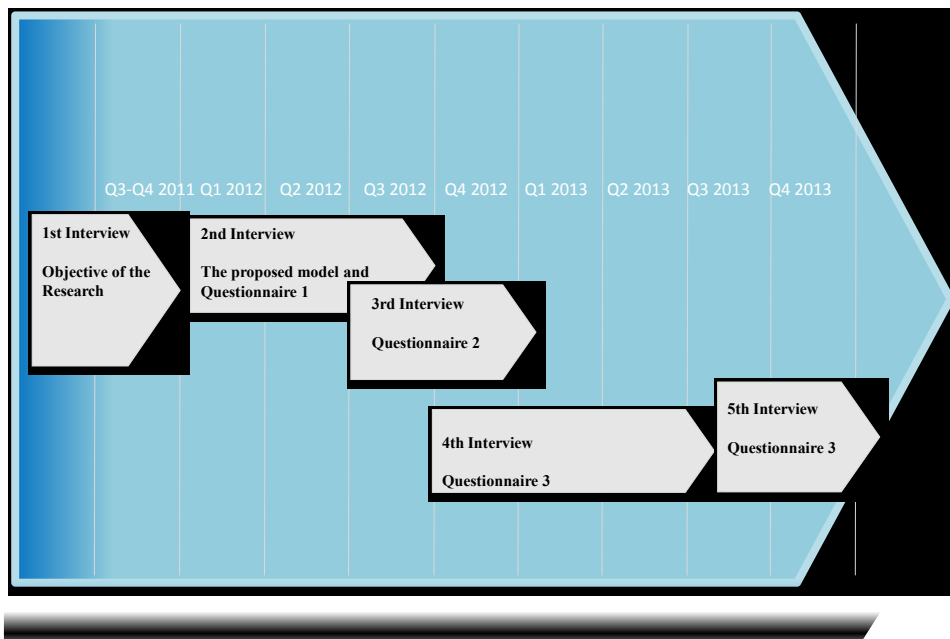 Q3-Q4 2011 Q1 2012 Q2 2012 Q3 2012 Q4 2012 Q1 2013 Q2 2013 Q3 2013 Q4 2013
1st Interview
Objective of the
Research
2nd Interview
The proposed model and
Questionnaire 1
3rd Interview
Questionnaire 2
4th Interview
Questionnaire 3
5th Interview
Questionnaire 3